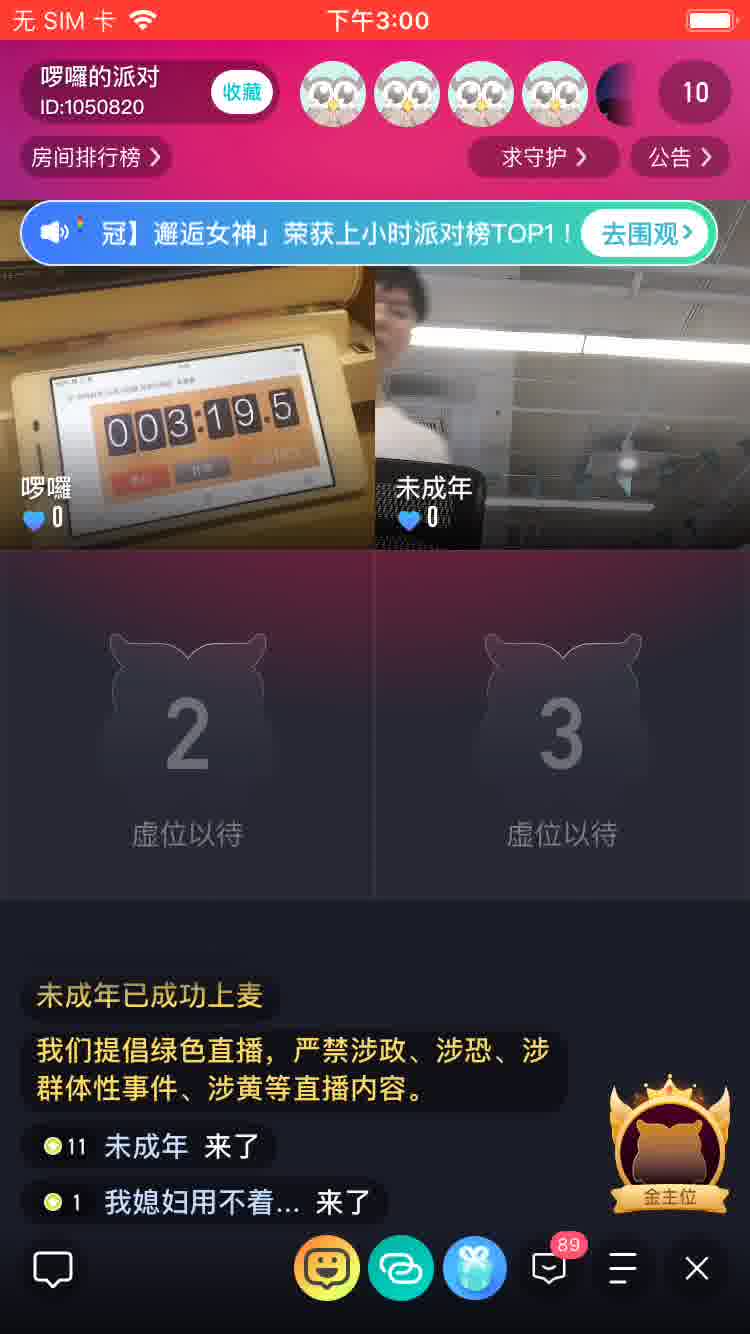 无 SIM 卡
下午3:00
啰囉的派对
ID:1050820
收藏
10
房间排行榜
求守护
公告
冠】邂逅女神」荣获上小时派对榜TOP1！
去围观
003:19.5
啰囉
0
未成年
0
2
虚位以待
3
虚位以待
未成年已成功上麦
我们提倡绿色直播，严禁涉政、涉恐、涉
群体性事件、涉黄等直播内容。
11 未成年 来了
1 我媳妇用不着... 来了
金主位
89